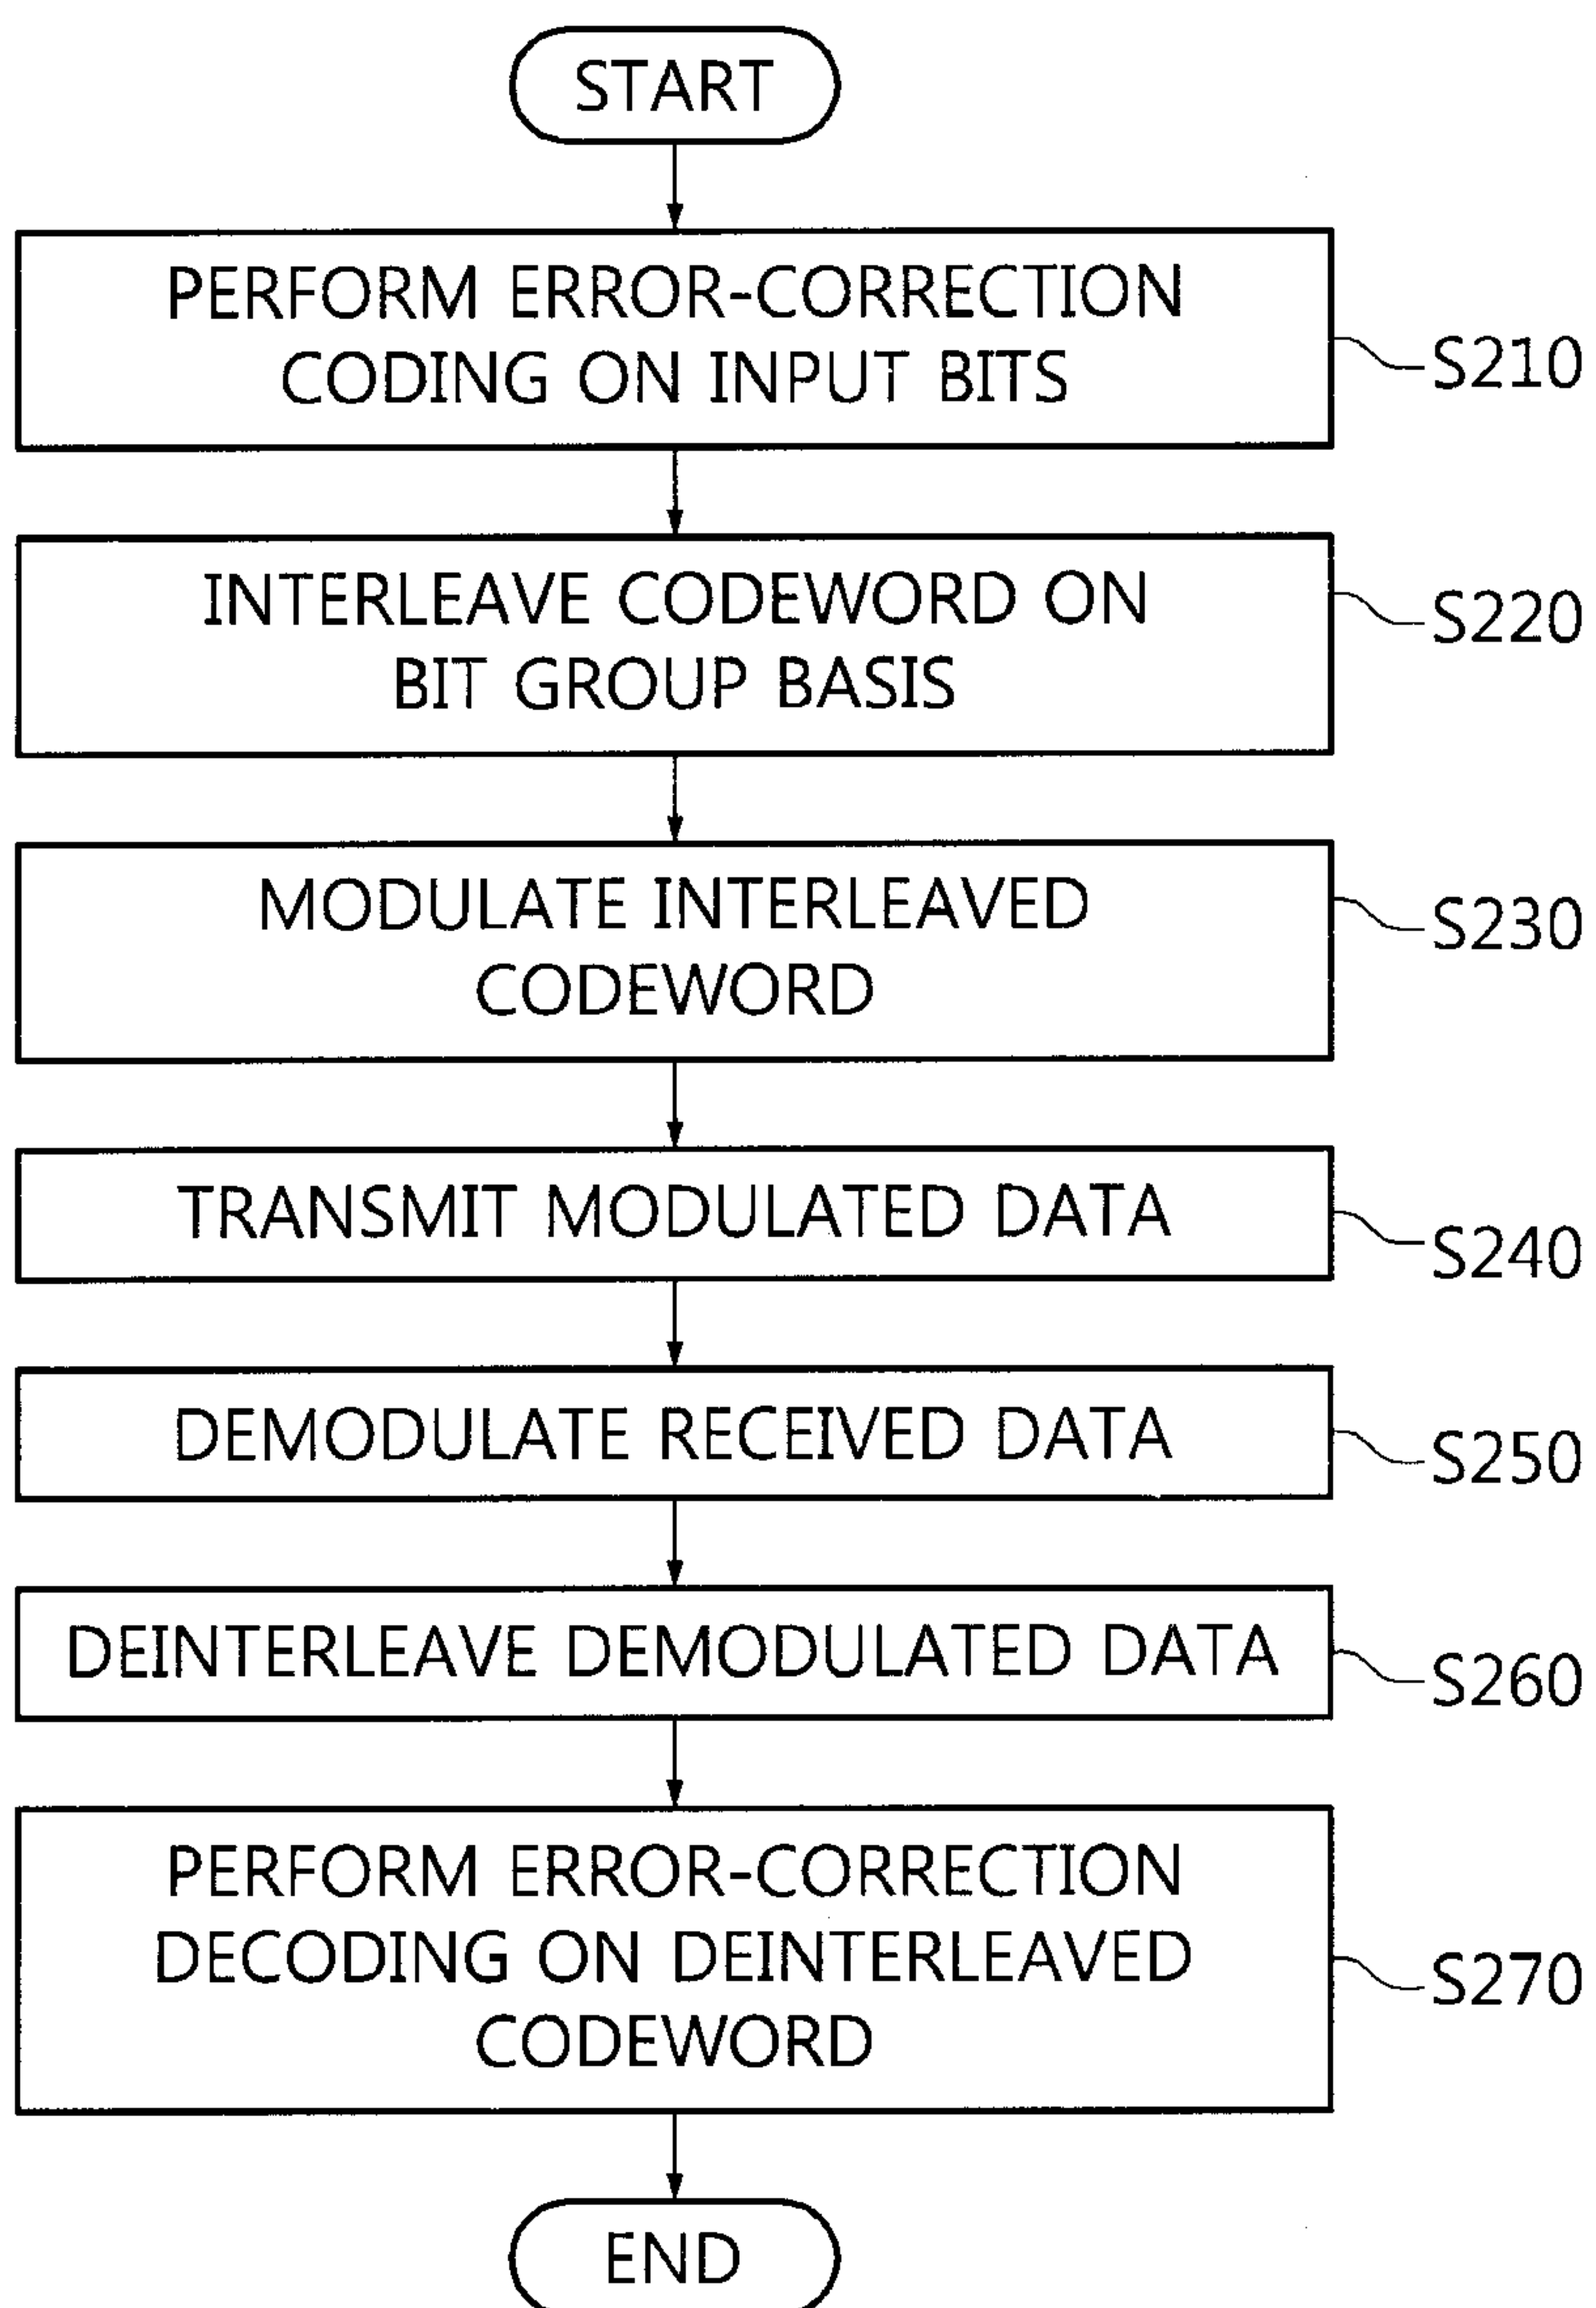 START
PERFORM ERROR-CORRECTION
CODING ON INPUT BITS
S210
INTERLEAVE CODEWORD ON
BIT GROUP BASIS
S220
MODULATE INTERLEAVED
CODEWORD
S230
TRANSMIT MODULATED DATA
S240
DEMODULATE RECEIVED DATA
S250
DEINTERLEAVE DEMODULATED DATA
S260
PERFORM ERROR-CORRECTION
DECODING ON DEINTERLEAVED
CODEWORD
S270
END